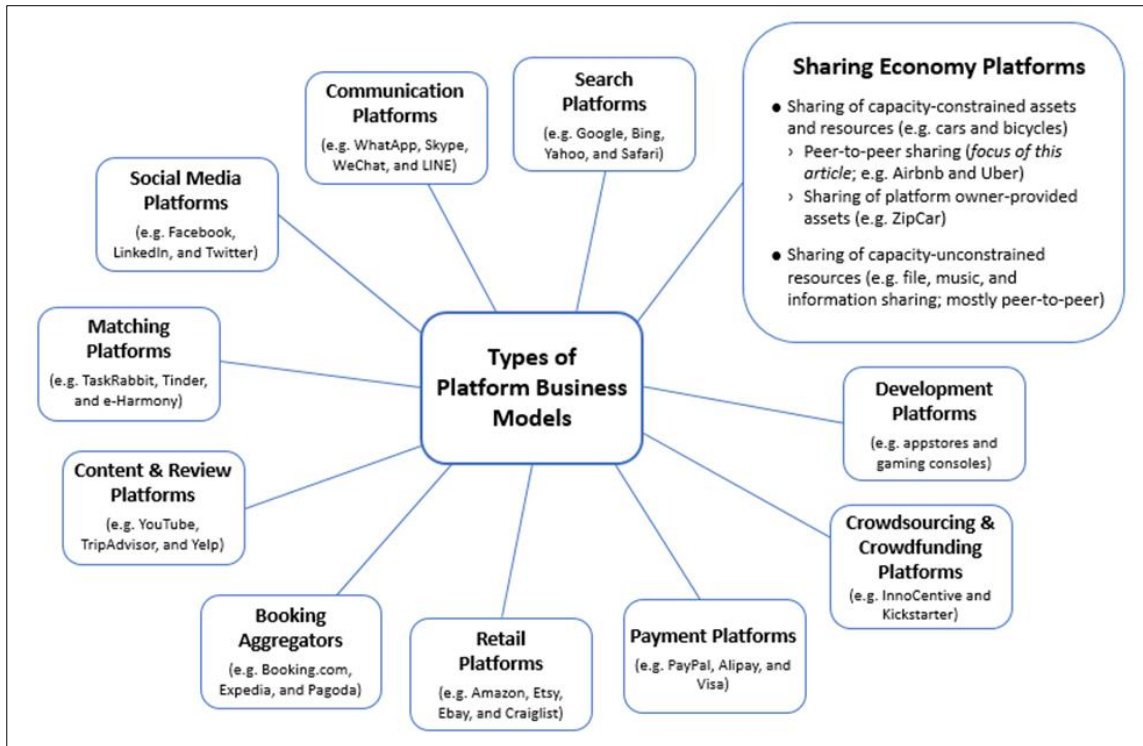 Types of
Platform Business
Models
Search
Platforms
(e.g. Google, Bing,
Yahoo, and Safari)
Sharing Economy Platforms
● Sharing of capacity-constrained assets
and resources (e.g. cars and bicycles)
› Peer-to-peer sharing (focus of this
article; e.g. Airbnb and Uber)
› Sharing of platform owner-provided
assets (e.g. ZipCar)
● Sharing of capacity-unconstrained
resources (e.g. file, music, and
information sharing; mostly peer-to-peer)
Development
Platforms
(e.g. appstores and
gaming consoles)
Crowdsourcing &
Crowdfunding
Platforms
(e.g. InnoCentive and
Kickstarter)
Payment Platforms
(e.g. PayPal, Alipay, and
Visa)
Retail
Platforms
(e.g. Amazon, Etsy,
Ebay, and Craiglist)
Booking
Aggregators
(e.g. Booking.com,
Expedia, and Pagoda)
Content & Review
Platforms
(e.g. YouTube,
TripAdvisor, and Yelp)
Matching
Platforms
(e.g. TaskRabbit, Tinder,
and e-Harmony)
Social Media
Platforms
(e.g. Facebook,
LinkedIn, and Twitter)
Communication
Platforms
(e.g. WhatApp, Skype,
WeChat, and LINE)